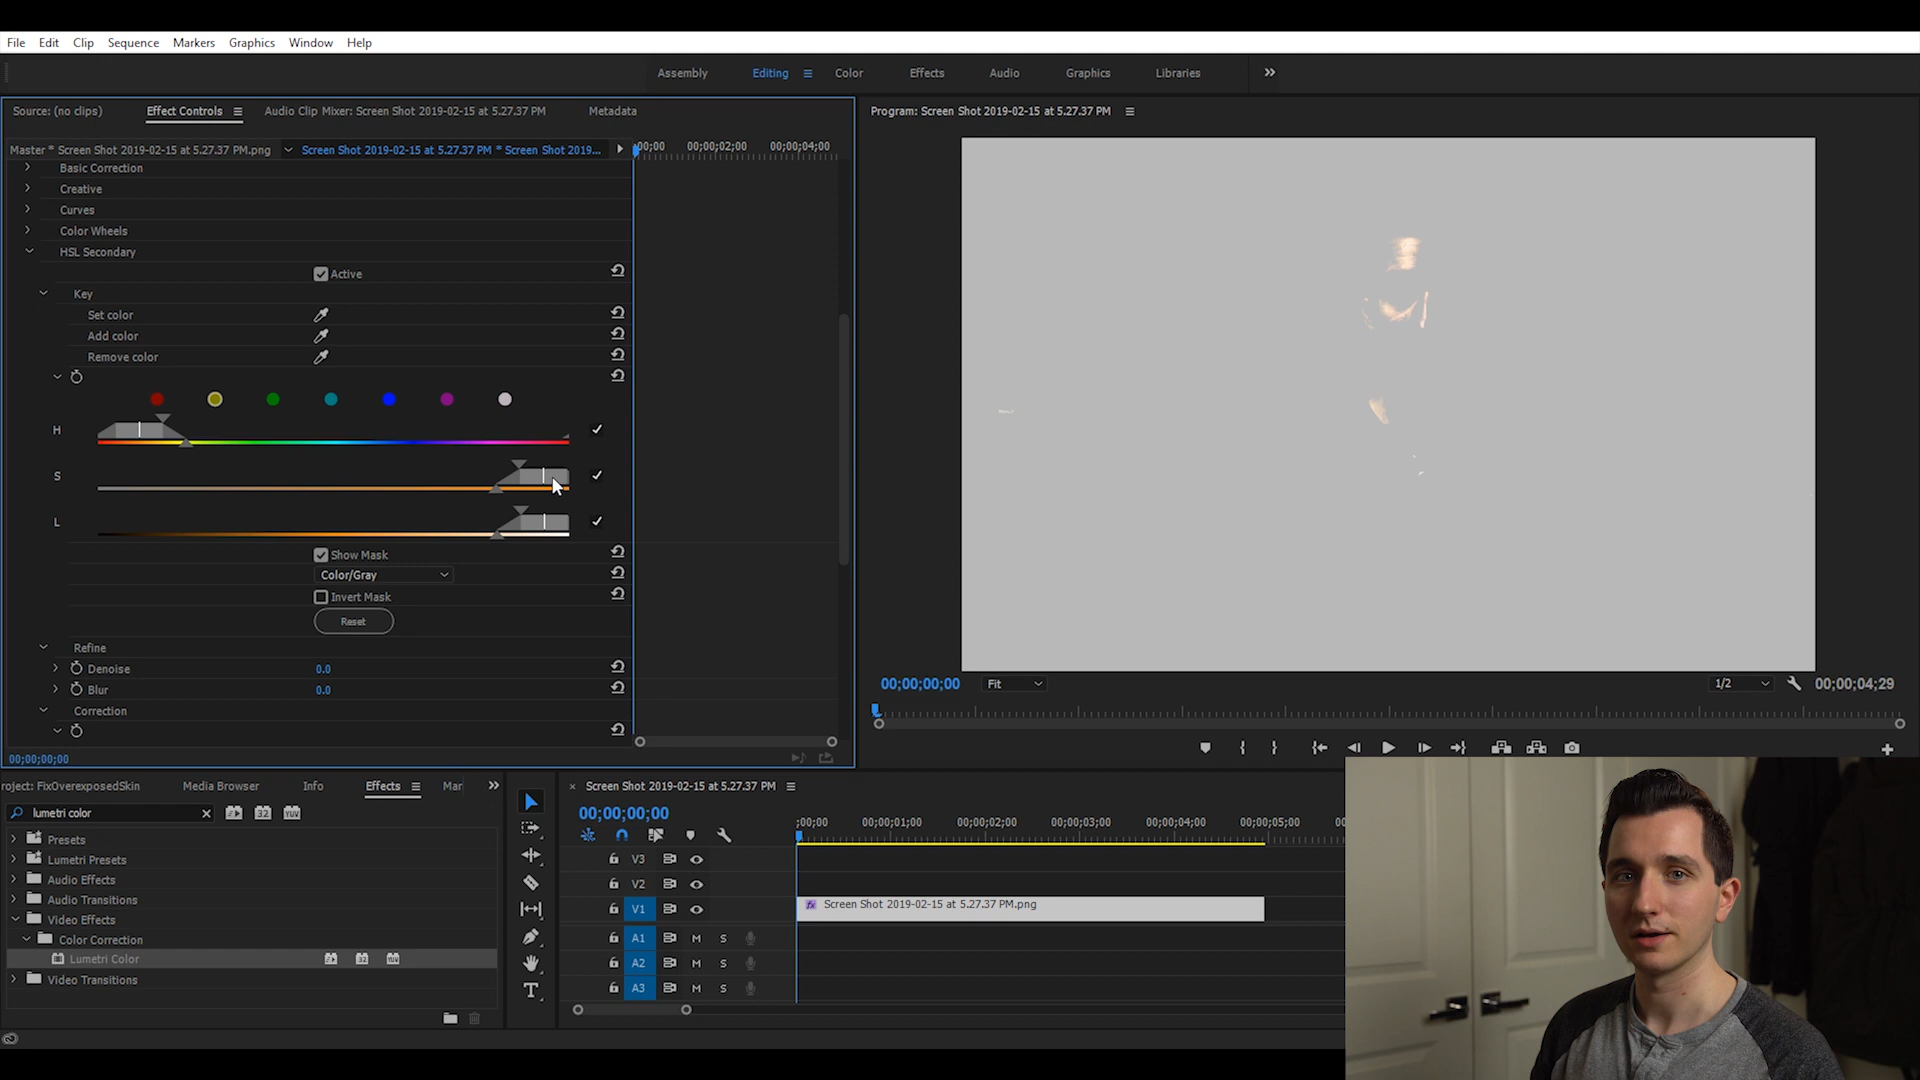 File Edit Clip Sequence Markers Graphics Window Help
Assembly Editing Color Effects Audio Graphics Libraries
Source: (no clips) Effect Controls Audio Clip Mixer: Screen Shot 2019-02-15 at 5.27.37 PM Metadata
Program: Screen Shot 2019-02-15 at 5.27.37 PM
Master * Screen Shot 2019-02-15 at 5.27.37 PM.png Screen Shot 2019-02-15 at 5.27.37 PM * Screen Shot 2019...
:00;00 00;00;02;00 00;00;04;00
Basic Correction
Creative
Curves
Color Wheels
HSL Secondary
Active
Key
Set color
Add color
Remove color
H
S
L
Show Mask
Color/Gray
Invert Mask
Reset
Refine
Denoise 0.0
Blur 0.0
Correction
00;00;00;00
00;00;00;00 Fit 1/2 00;00;04;29
roject: FixOverexposedSkin Media Browser Info Effects Mar
lumetri color
32 YUV
Presets
Lumetri Presets
Audio Effects
Audio Transitions
Video Effects
Color Correction
Lumetri Color
Video Transitions
× Screen Shot 2019-02-15 at 5.27.37 PM
00;00;00;00
;00;00 00;00;01;00 00;00;02;00 00;00;03;00 00;00;04;00 00;00;05;00 00
V3
V2
V1 fx Screen Shot 2019-02-15 at 5.27.37 PM.png
A1 M S
A2 M S
A3 M S